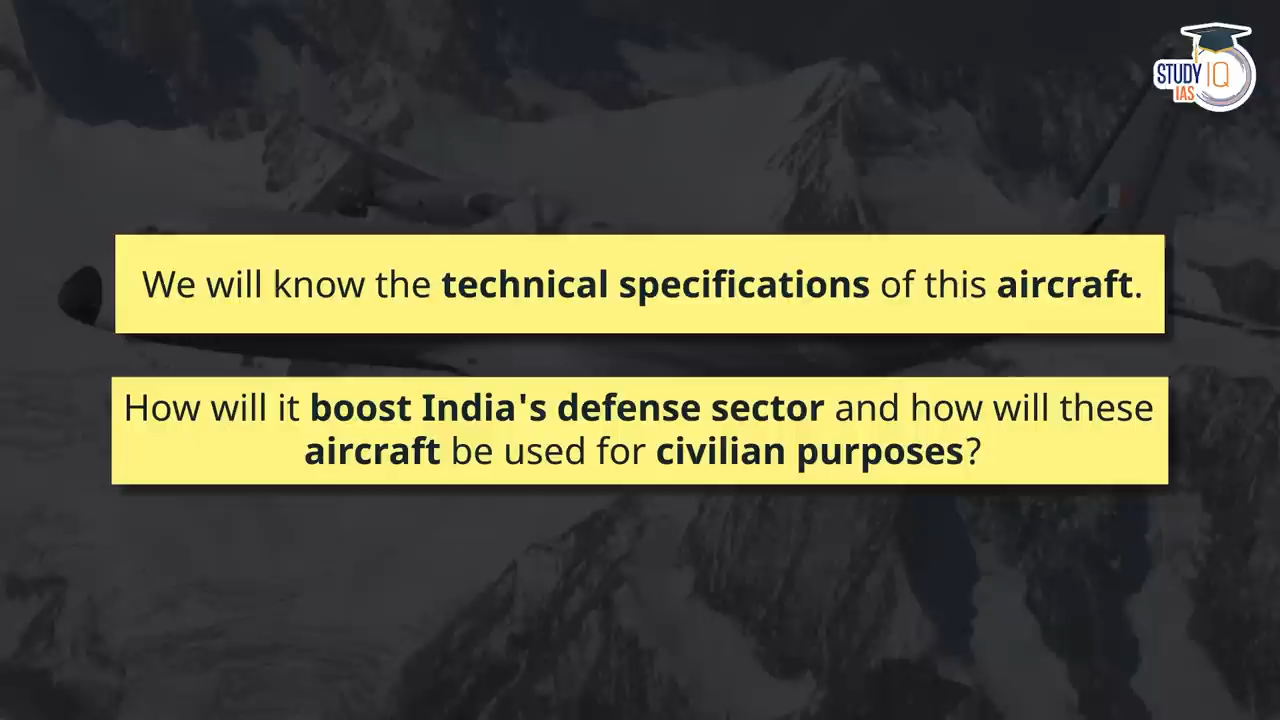 STUDY IQ
IAS
We will know the technical specifications of this aircraft.
How will it boost India's defense sector and how will these
aircraft be used for civilian purposes?